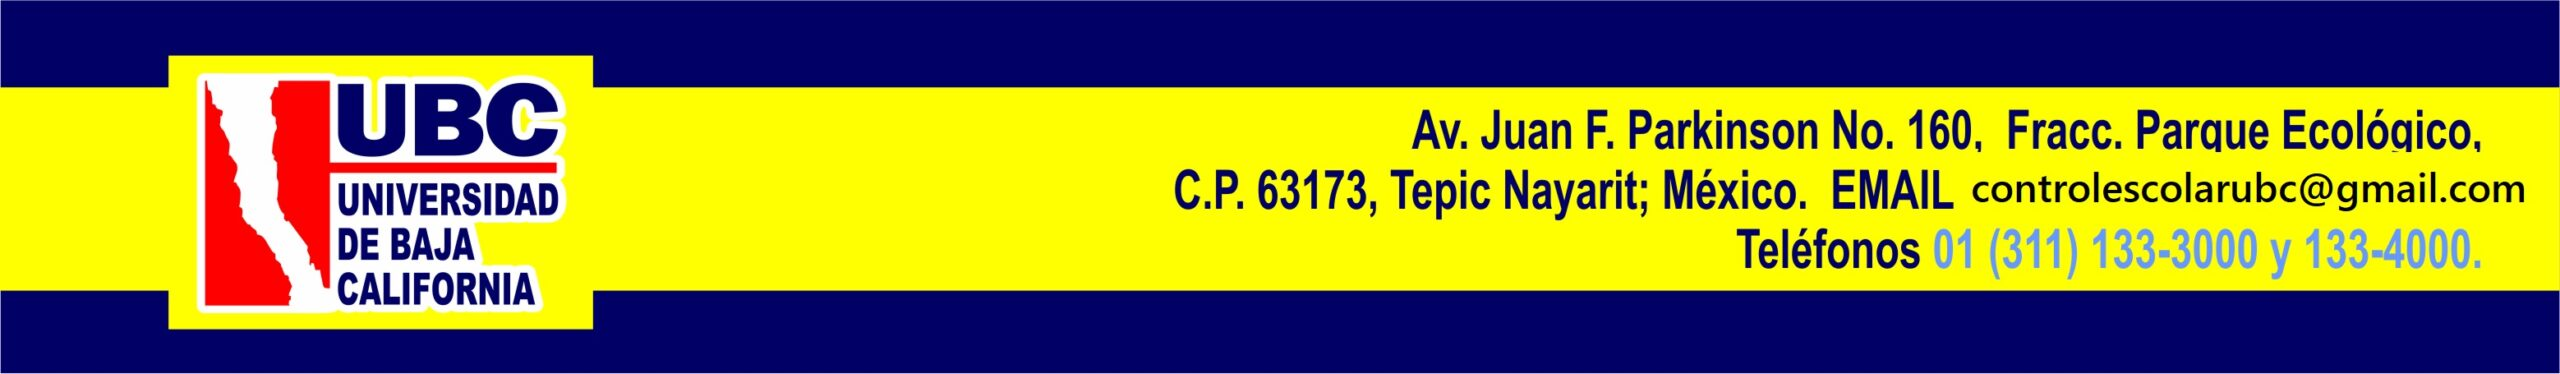 UBC
UNIVERSIDAD
DE BAJA
CALIFORNIA
Av. Juan F. Parkinson No. 160,  Fracc. Parque Ecológico,
C.P. 63173, Tepic Nayarit; México.  EMAIL controlescolarubc@gmail.com
Teléfonos 01 (311) 133-3000 y 133-4000.